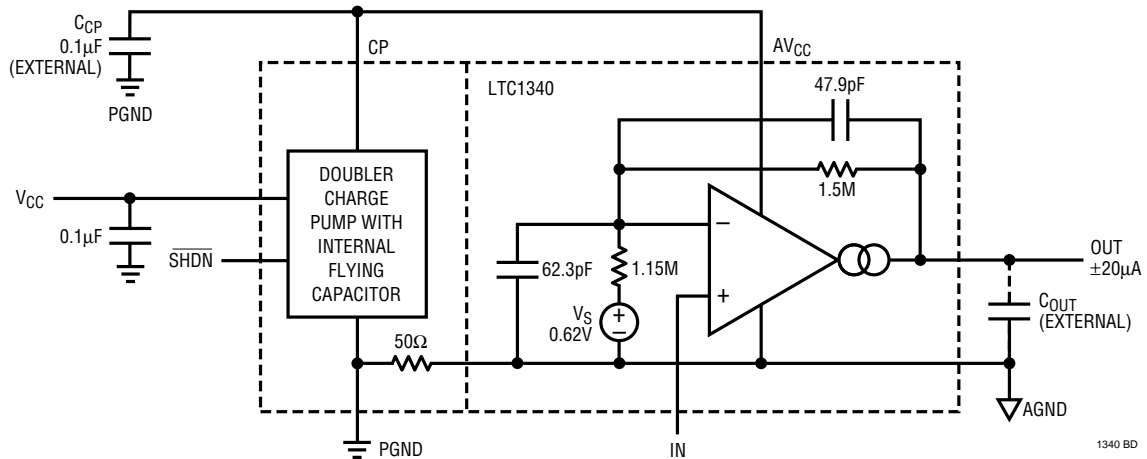 C_CP
0.1µF
(EXTERNAL)
PGND
CP
AV_CC
LTC1340
47.9pF
1.5M
DOUBLER
CHARGE
PUMP WITH
INTERNAL
FLYING
CAPACITOR
V_CC
0.1µF
SHDN
62.3pF
1.15M
−
+
V_S
0.62V
+
−
OUT
±20µA
C_OUT
(EXTERNAL)
50Ω
AGND
PGND
IN
1340 BD